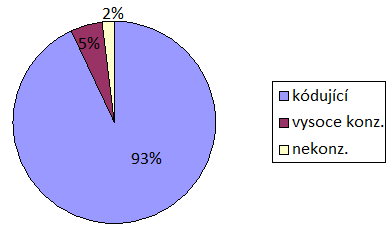 2%
5%
93%
kódující
vysoce konz.
nekonz.